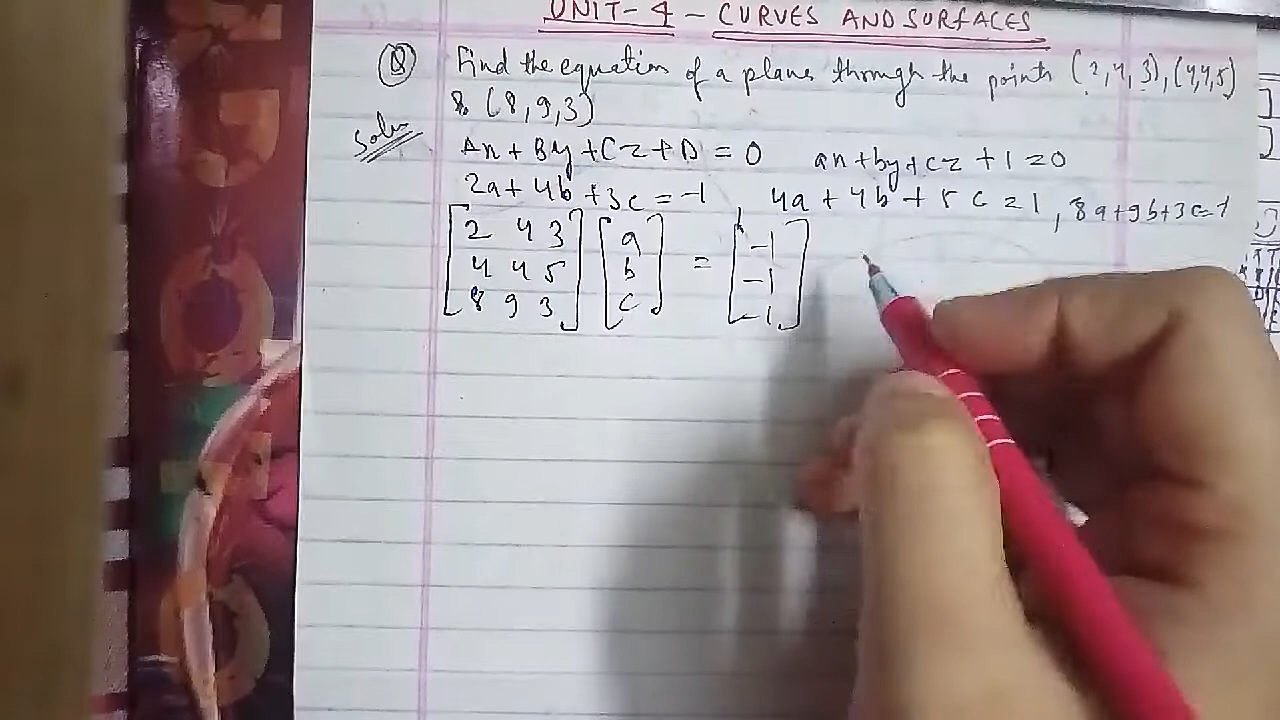 UNIT-4 - CURVES AND SURFACES
Q Find the equation of a plane through the points (2,4,3),(4,4,5)
& (8,9,3)
Soln
Ax + By + Cz + D = 0 ax+by+cz+1=0
2a+4b+3c=-1, 4a+4b+5c=1, 8a+9b+3c=-1
[2 4 3] [a] = [-1]
[4 4 5] [b] [-1]
[8 9 3] [c] [-1]